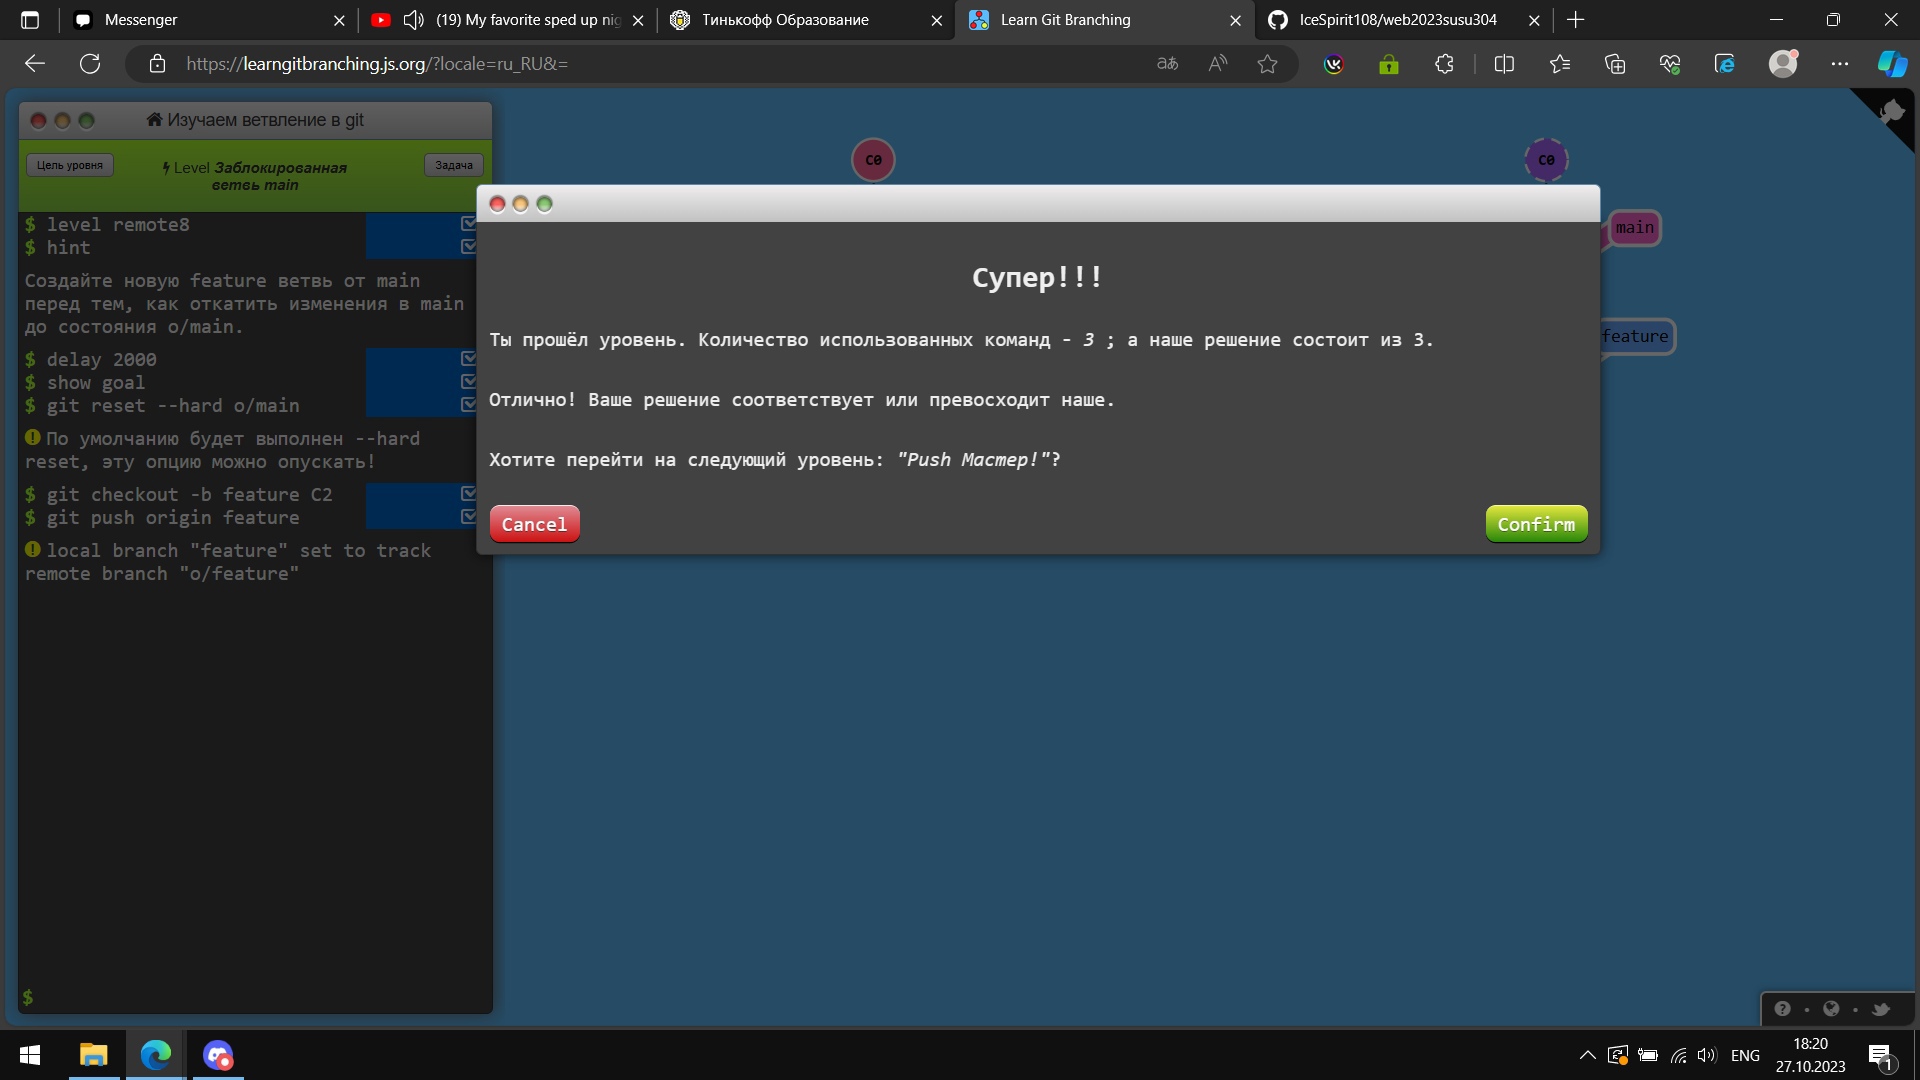 Messenger
(19) My favorite sped up nig
Тинькофф Образование
Learn Git Branching
IceSpirit108/web2023susu304
https://learngitbranching.js.org/?locale=ru_RU&=
Изучаем ветвление в git
Цель уровня
Level Заблокированная
ветвь main
Задача
$ level remote8
$ hint
Создайте новую feature ветвь от main
перед тем, как откатить изменения в main
до состояния o/main.
$ delay 2000
$ show goal
$ git reset --hard o/main
По умолчанию будет выполнен --hard
reset, эту опцию можно опускать!
$ git checkout -b feature C2
$ git push origin feature
local branch "feature" set to track
remote branch "o/feature"
$
C0
C0
main
feature
Супер!!!
Ты прошёл уровень. Количество использованных команд - 3 ; а наше решение состоит из 3.
Отлично! Ваше решение соответствует или превосходит наше.
Хотите перейти на следующий уровень: "Push Мастер!"?
Cancel
Confirm
ENG
18:20
27.10.2023
1